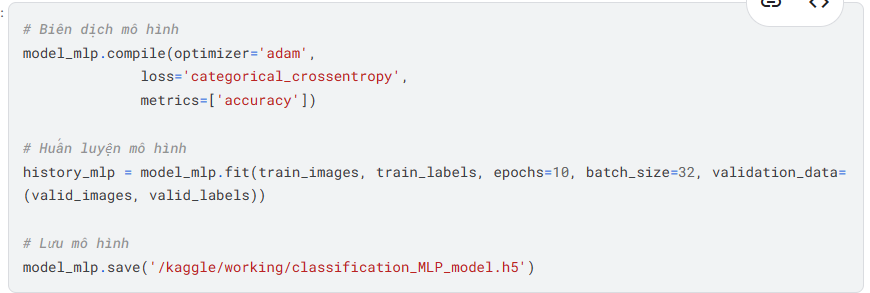 :
# Biên dịch mô hình
model_mlp.compile(optimizer='adam',
              loss='categorical_crossentropy',
              metrics=['accuracy'])

# Huấn luyện mô hình
history_mlp = model_mlp.fit(train_images, train_labels, epochs=10, batch_size=32, validation_data=
(valid_images, valid_labels))

# Lưu mô hình
model_mlp.save('/kaggle/working/classification_MLP_model.h5')